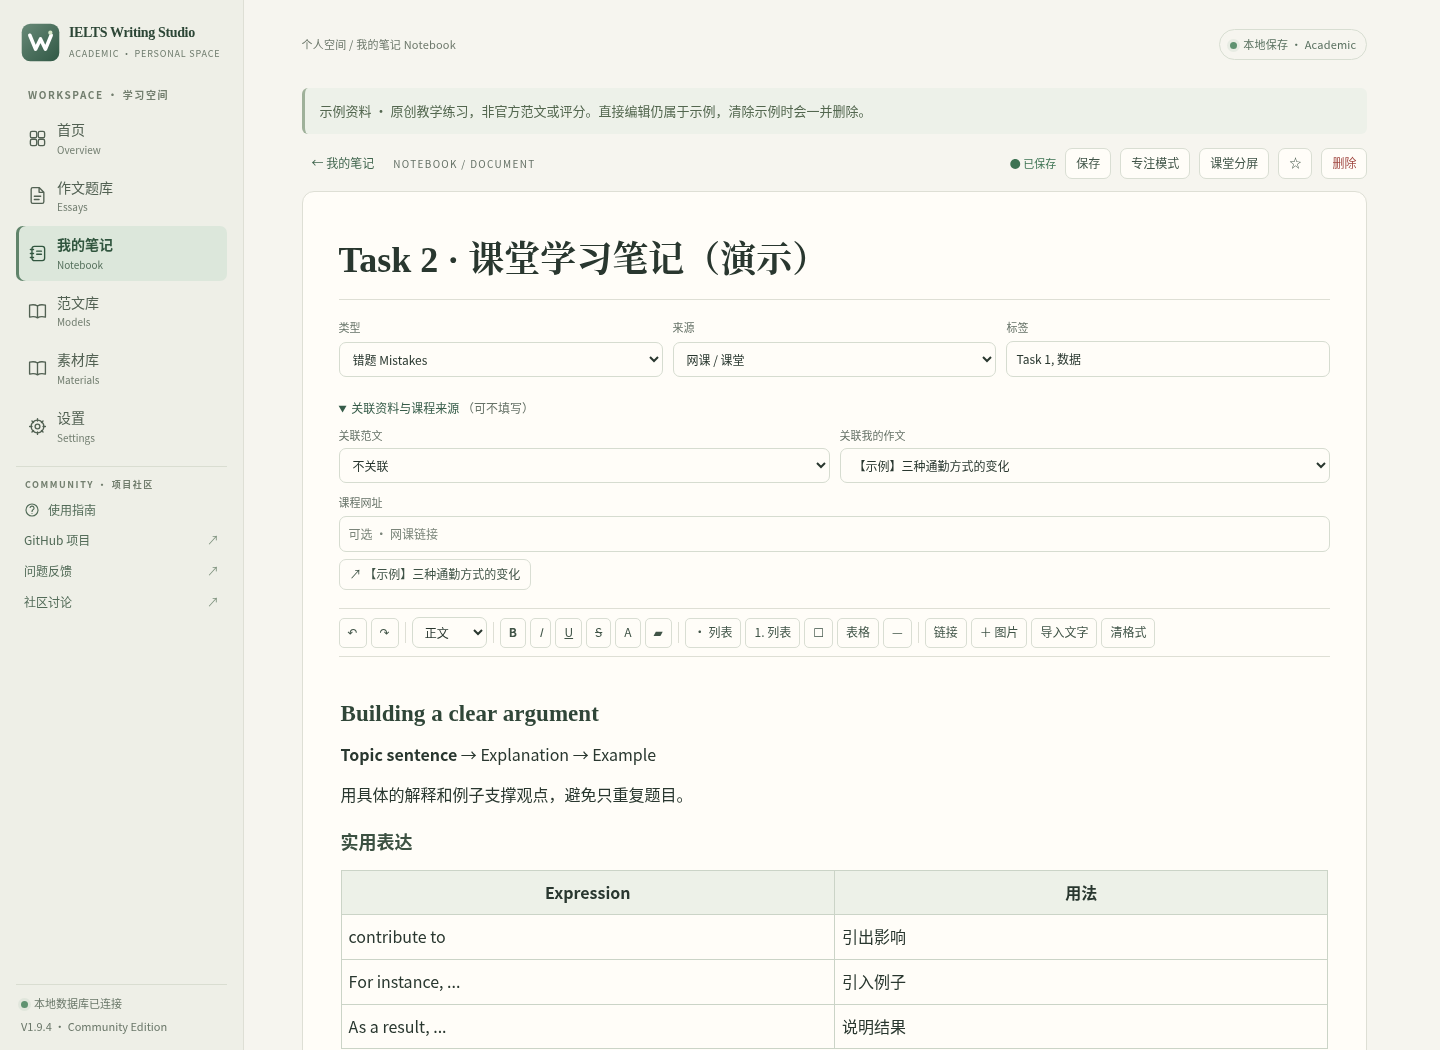 IELTS Writing Studio
ACADEMIC · PERSONAL SPACE
WORKSPACE · 学习空间
首页
Overview
作文题库
Essays
我的笔记
Notebook
范文库
Models
素材库
Materials
设置
Settings
COMMUNITY · 项目社区
使用指南
GitHub 项目 ↗
问题反馈 ↗
社区讨论 ↗
本地数据库已连接
V1.9.4 · Community Edition
个人空间 / 我的笔记 Notebook
本地保存 · Academic
示例资料 · 原创教学练习，非官方范文或评分。直接编辑仍属于示例，清除示例时会一并删除。
← 我的笔记 NOTEBOOK / DOCUMENT
● 已保存 保存 专注模式 课堂分屏 ☆ 删除
Task 2 · 课堂学习笔记（演示）
类型 来源 标签
错题 Mistakes 网课 / 课堂 Task 1, 数据
▼ 关联资料与课程来源 （可不填写）
关联范文 关联我的作文
不关联 【示例】三种通勤方式的变化
课程网址
可选 · 网课链接
↗ 【示例】三种通勤方式的变化
↶ ↷ 正文 B I U S A ▰ · 列表 1. 列表 ☐ 表格 — 链接 ＋ 图片 导入文字 清格式
Building a clear argument
Topic sentence → Explanation → Example
用具体的解释和例子支撑观点，避免只重复题目。
实用表达
Expression 用法
contribute to 引出影响
For instance, ... 引入例子
As a result, ... 说明结果